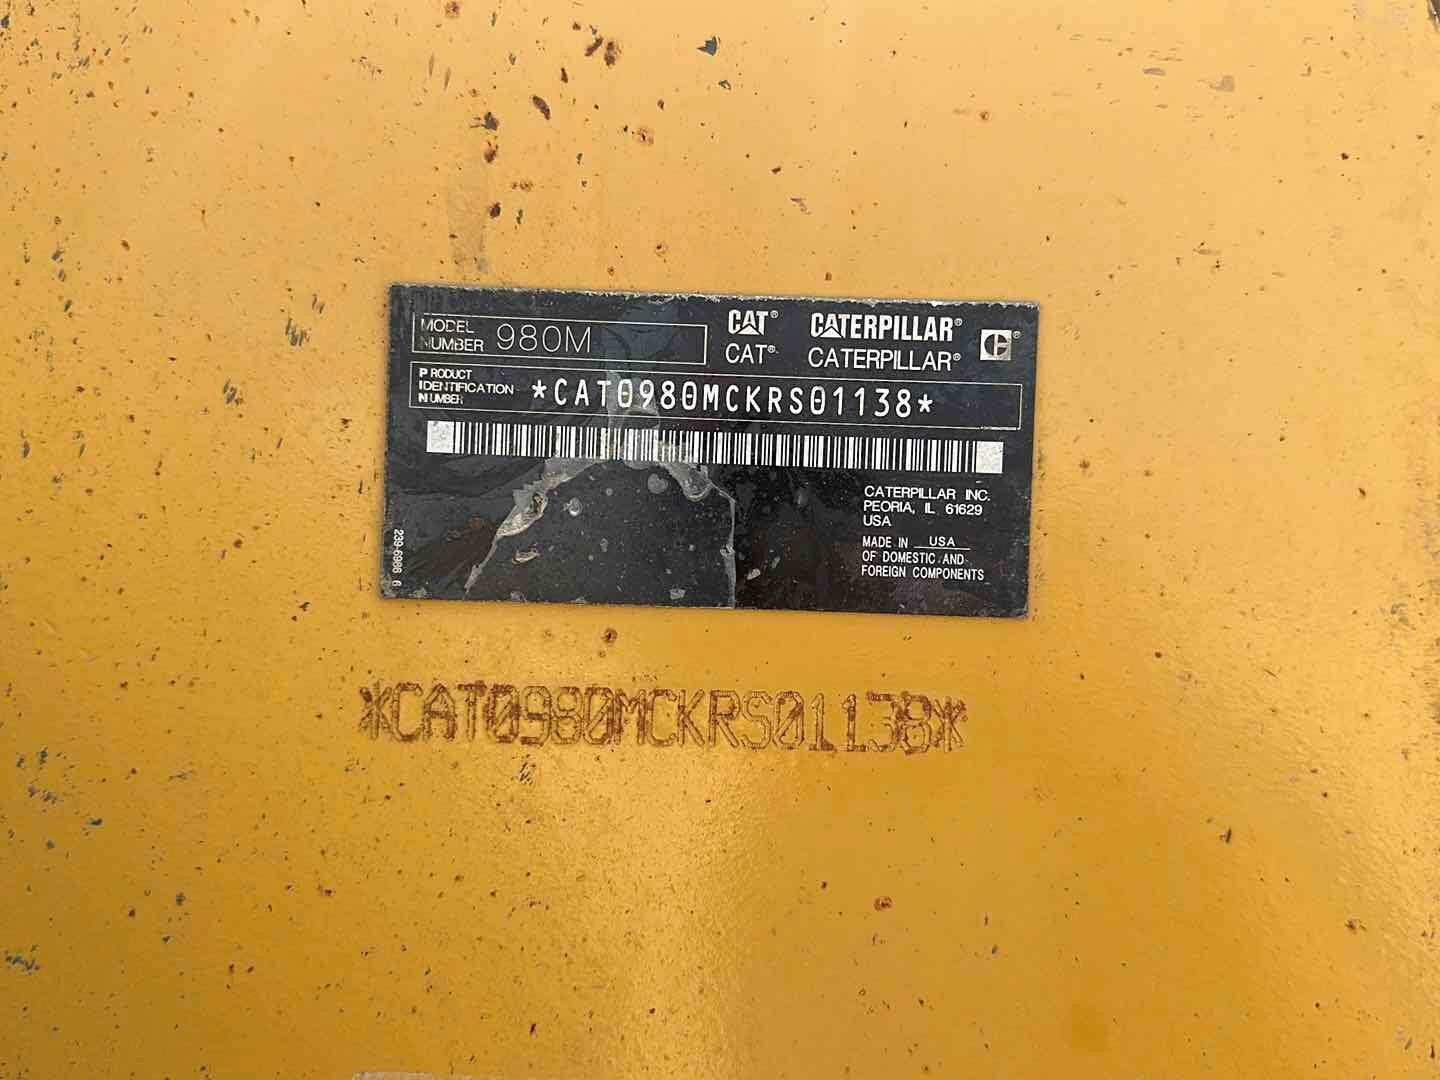 MODEL NUMBER 980M
CAT® CATERPILLAR®
CAT® CATERPILLAR®
PRODUCT IDENTIFICATION NUMBER *CAT0980MCKRS01138*
CATERPILLAR INC.
PEORIA, IL 61629
USA
MADE IN USA
OF DOMESTIC AND
FOREIGN COMPONENTS
239-6966 6
*CAT0980MCKRS01138*